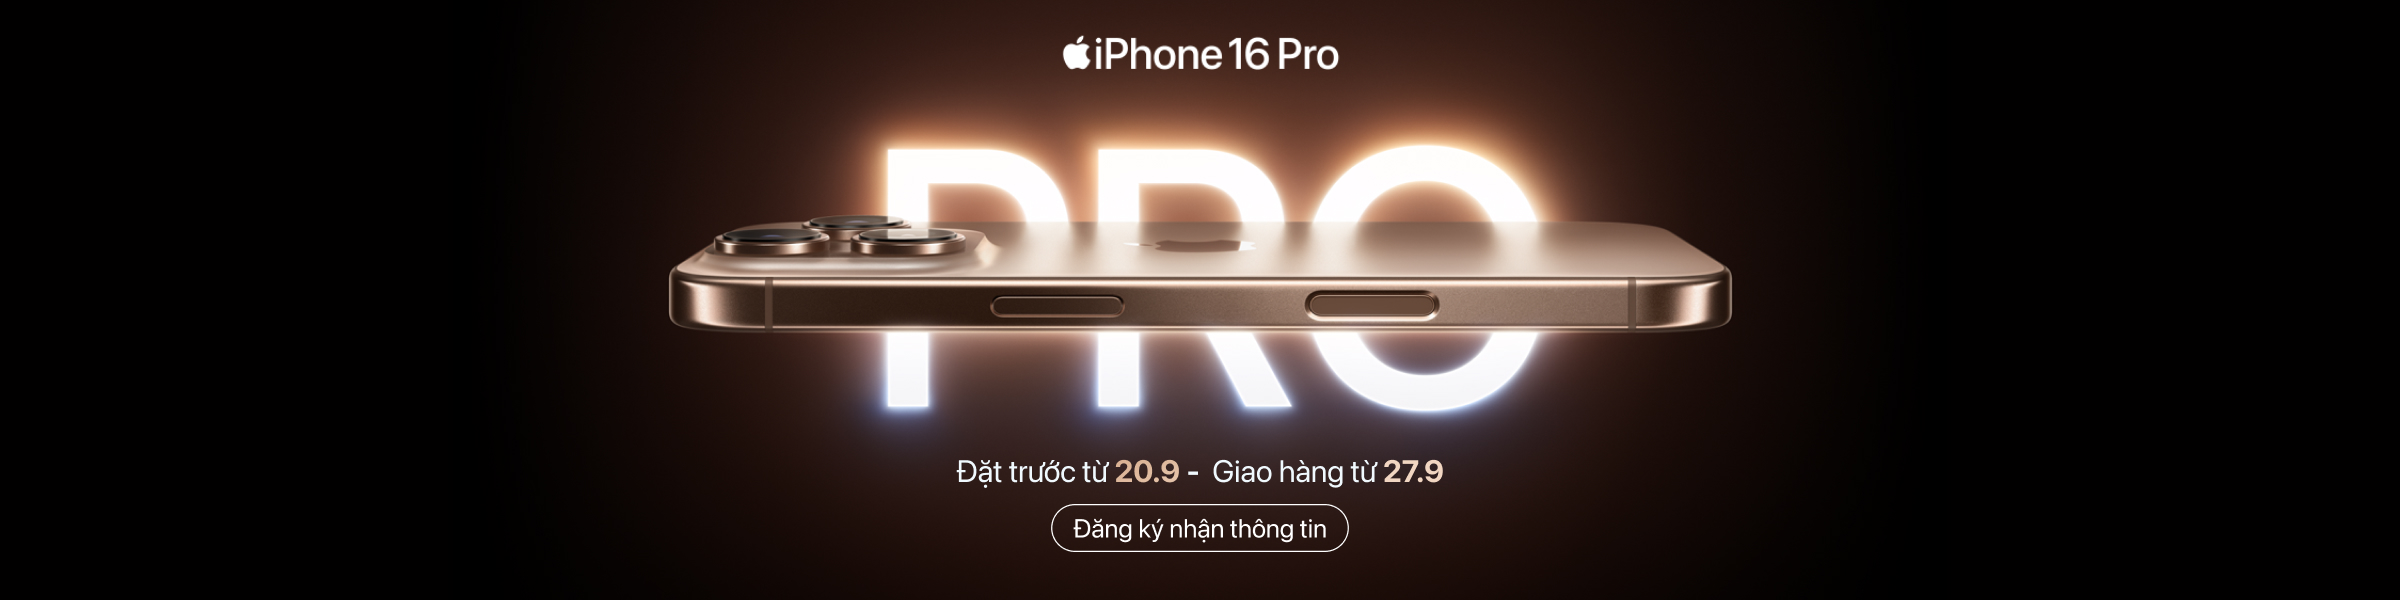 iPhone 16 Pro
PRO
Đặt trước từ 20.9 - Giao hàng từ 27.9
Đăng ký nhận thông tin